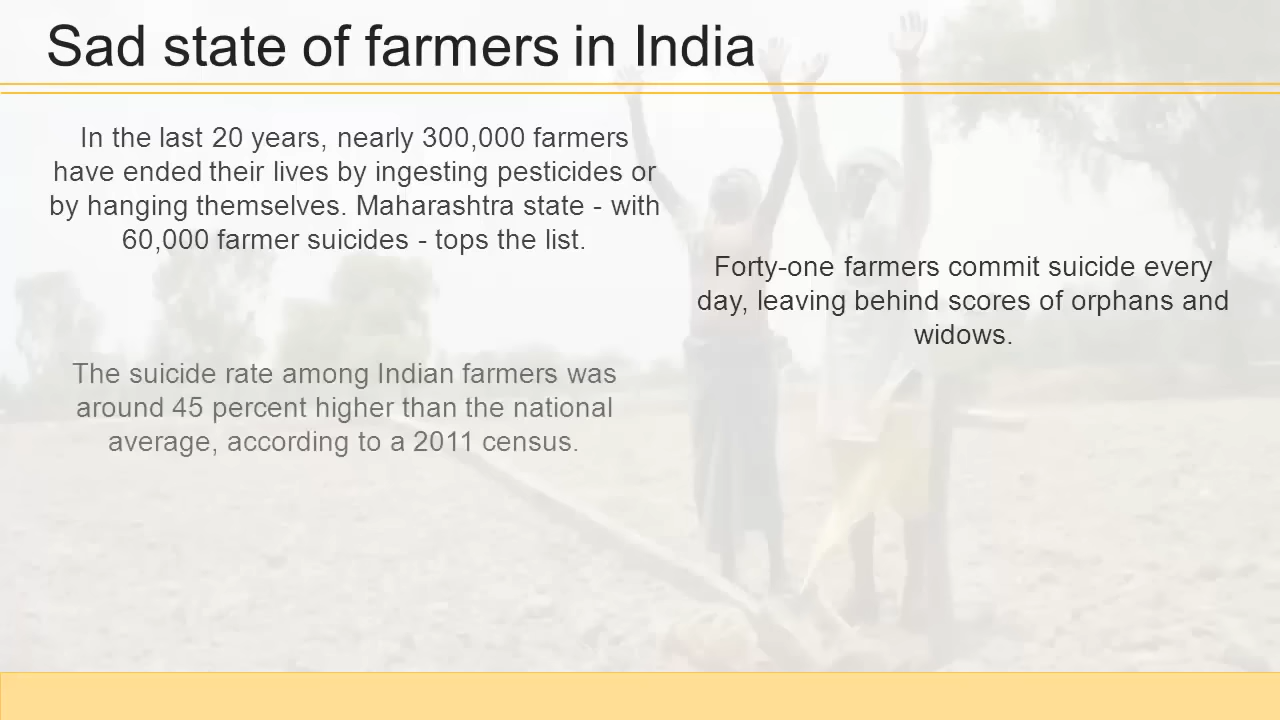 Sad state of farmers in India
In the last 20 years, nearly 300,000 farmers
have ended their lives by ingesting pesticides or
by hanging themselves. Maharashtra state - with
60,000 farmer suicides - tops the list.
Forty-one farmers commit suicide every
day, leaving behind scores of orphans and
widows.
The suicide rate among Indian farmers was
around 45 percent higher than the national
average, according to a 2011 census.